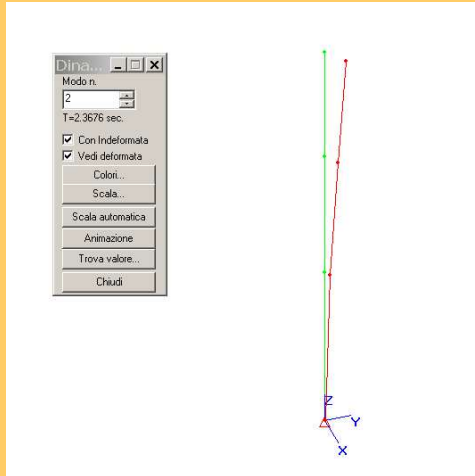 Dina...
Modo n.
2
T=2.3676 sec.
Con Indeformata
Vedi deformata
Colori...
Scala...
Scala automatica
Animazione
Trova valore...
Chiudi
Z
Y
X